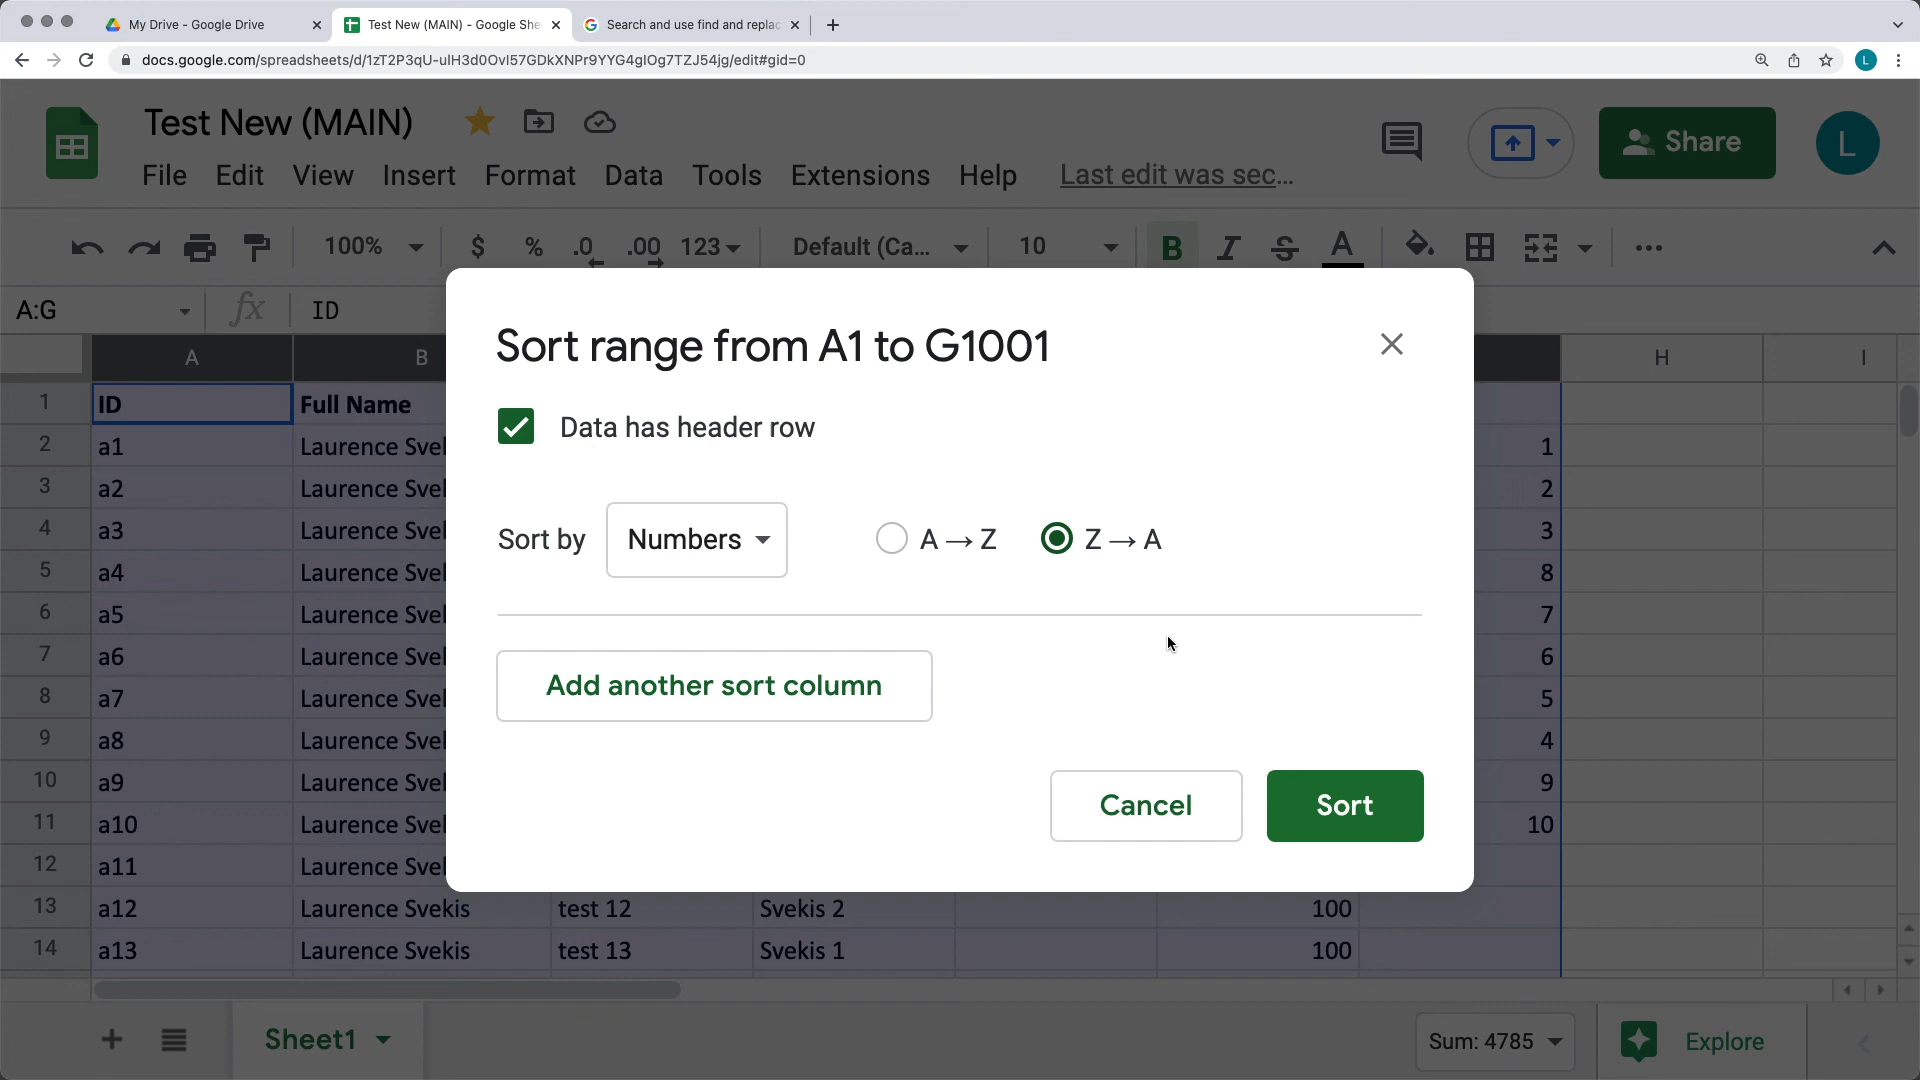 My Drive - Google Drive
Test New (MAIN) - Google She
Search and use find and replac
docs.google.com/spreadsheets/d/1zT2P3qU-uIH3d0OvI57GDkXNPr9YYG4gIOg7TZJ54jg/edit#gid=0
L
Test New (MAIN)
Share
L
File Edit View Insert Format Data Tools Extensions Help Last edit was sec...
100% $ % .0 .00 123 Default (Ca... 10 B I S A
A:G fx ID
Sort range from A1 to G1001
Data has header row
Sort by Numbers A → Z Z → A
Add another sort column
Cancel Sort
A B H I
1 ID Full Name
2 a1 Laurence Svel 1
3 a2 Laurence Svel 2
4 a3 Laurence Svel 3
5 a4 Laurence Svel 8
6 a5 Laurence Svel 7
7 a6 Laurence Svel 6
8 a7 Laurence Svel 5
9 a8 Laurence Svel 4
10 a9 Laurence Svel 9
11 a10 Laurence Svel 10
12 a11 Laurence Svel
13 a12 Laurence Svekis test 12 Svekis 2 100
14 a13 Laurence Svekis test 13 Svekis 1 100
Sheet1 Sum: 4785 Explore